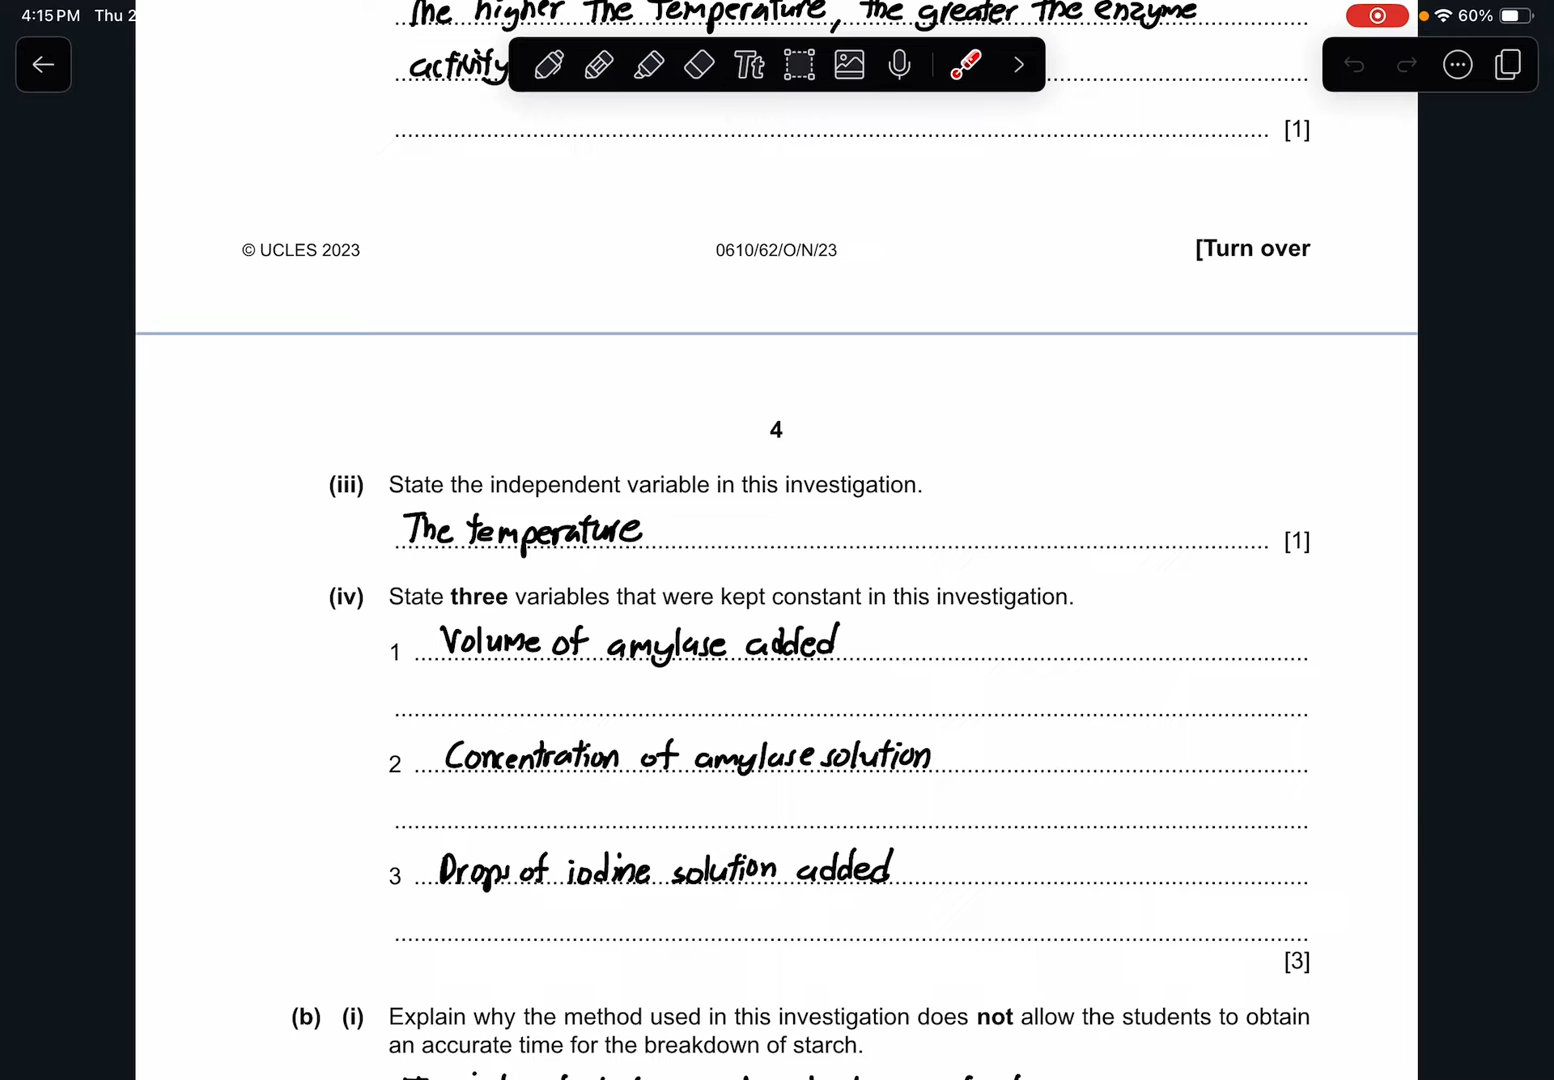 4:15 PM Thu 2
60%
The higher the temperature, the greater the enzyme
activity
Tt
[1]
© UCLES 2023 0610/62/O/N/23 [Turn over
4
(iii) State the independent variable in this investigation.
The temperature [1]
(iv) State three variables that were kept constant in this investigation.
1 Volume of amylase added
2 Concentration of amylase solution
3 Drops of iodine solution added
[3]
(b) (i) Explain why the method used in this investigation does not allow the students to obtain
an accurate time for the breakdown of starch.